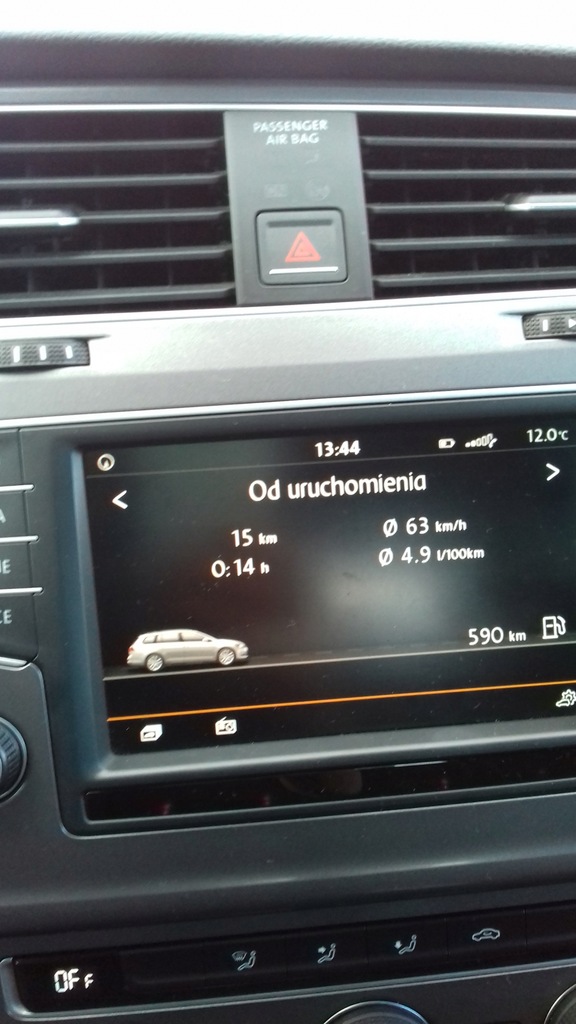 PASSENGER
AIR BAG
13:44
12.0°C
Od uruchomienia
15 km
Ø 63 km/h
0:14 h
Ø 4.9 l/100km
590 km
OFF